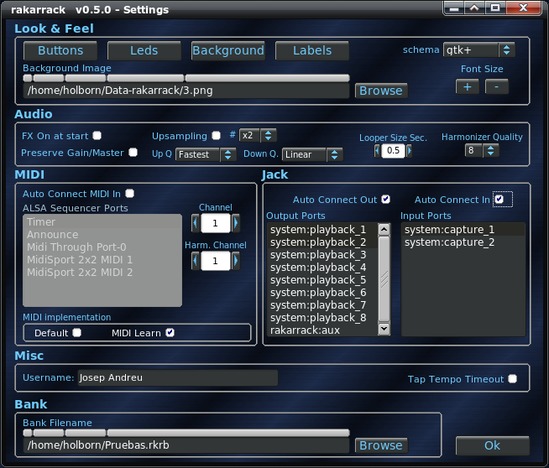 rakarrack v0.5.0 - Settings
Look & Feel
Buttons Leds Background Labels schema gtk+
Background Image Font Size
/home/holborn/Data-rakarrack/3.png Browse + -
Audio
FX On at start Upsampling # x2 Looper Size Sec. Harmonizer Quality
Preserve Gain/Master Up Q Fastest Down Q. Linear 0.5 8
MIDI
Auto Connect MIDI In
ALSA Sequencer Ports
Timer
Announce
Midi Through Port-0
MidiSport 2x2 MIDI 1
MidiSport 2x2 MIDI 2
Channel
1
Harm. Channel
1
MIDI implementation
Default MIDI Learn
Jack
Auto Connect Out Auto Connect In
Output Ports
system:playback_1
system:playback_2
system:playback_3
system:playback_4
system:playback_5
system:playback_6
system:playback_7
system:playback_8
rakarrack:aux
Input Ports
system:capture_1
system:capture_2
Misc
Username: Josep Andreu Tap Tempo Timeout
Bank
Bank Filename
/home/holborn/Pruebas.rkrb Browse Ok